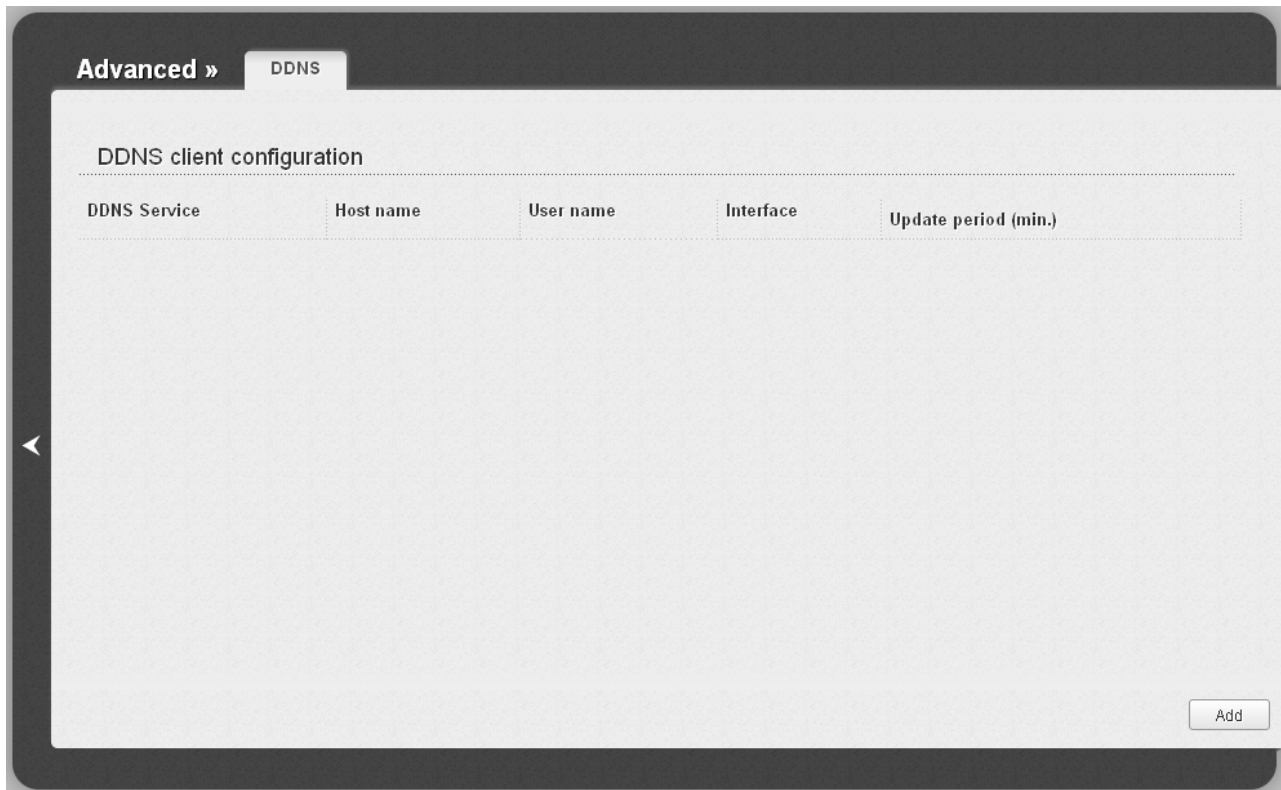 Advanced » DDNS
DDNS client configuration
DDNS Service Host name User name Interface Update period (min.)
Add